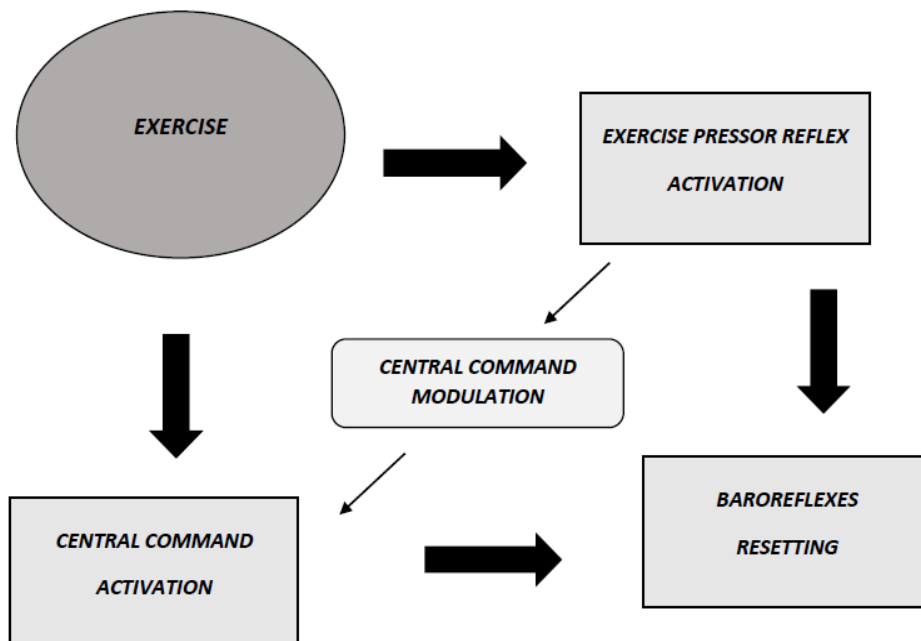 EXERCISE
EXERCISE PRESSOR REFLEX
ACTIVATION
CENTRAL COMMAND
MODULATION
CENTRAL COMMAND
ACTIVATION
BAROREFLEXES
RESETTING